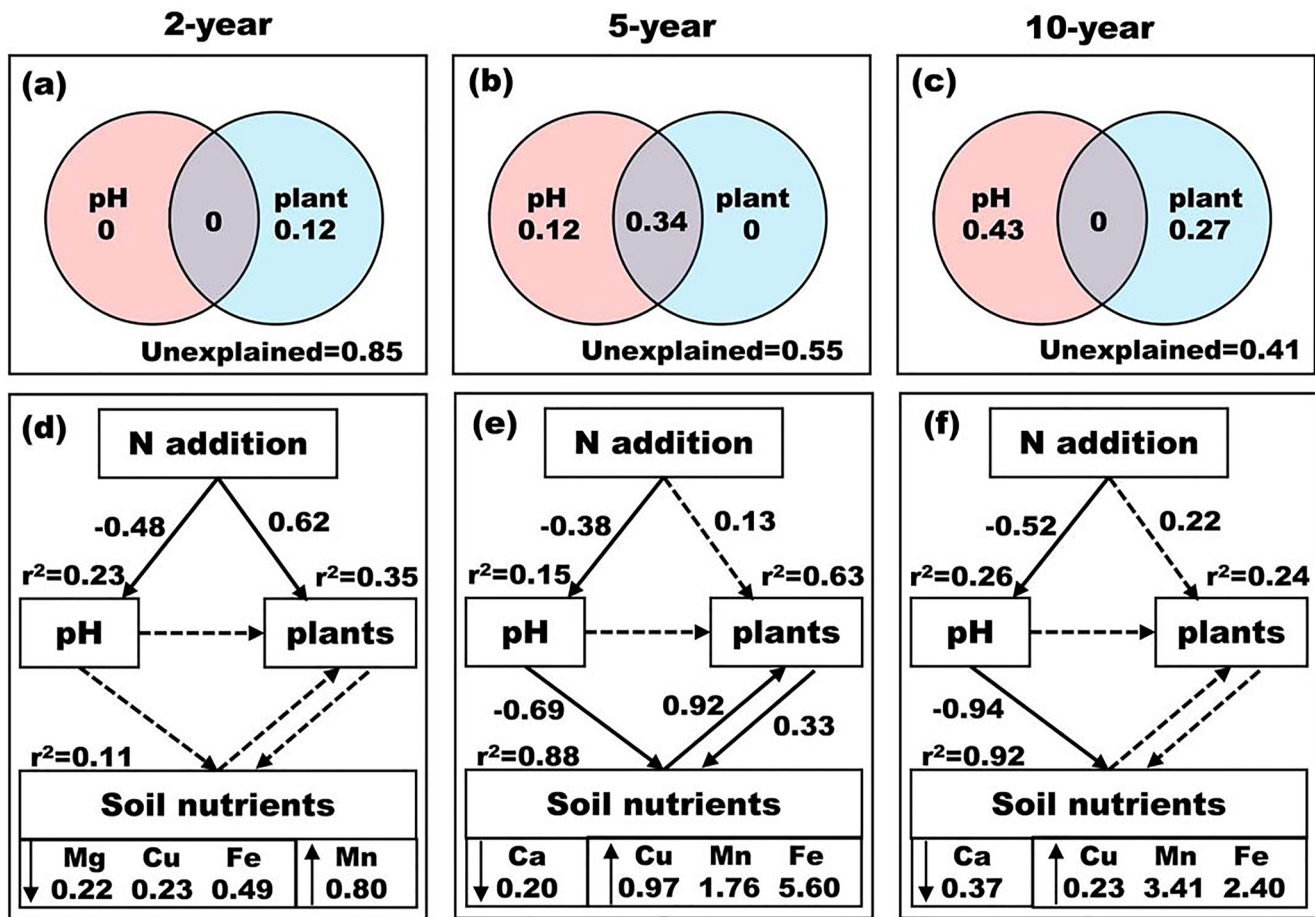 2-year 5-year 10-year
(a)
pH
0
0
plant
0.12
Unexplained=0.85
(b)
pH
0.12
0.34
plant
0
Unexplained=0.55
(c)
pH
0.43
0
plant
0.27
Unexplained=0.41
(d)
N addition
-0.48 0.62
r²=0.23 r²=0.35
pH plants
r²=0.11
Soil nutrients
Mg Cu Fe Mn
0.22 0.23 0.49 0.80
(e)
N addition
-0.38 0.13
r²=0.15 r²=0.63
pH plants
-0.69 0.92 0.33
r²=0.88
Soil nutrients
Ca Cu Mn Fe
0.20 0.97 1.76 5.60
(f)
N addition
-0.52 0.22
r²=0.26 r²=0.24
pH plants
-0.94
r²=0.92
Soil nutrients
Ca Cu Mn Fe
0.37 0.23 3.41 2.40